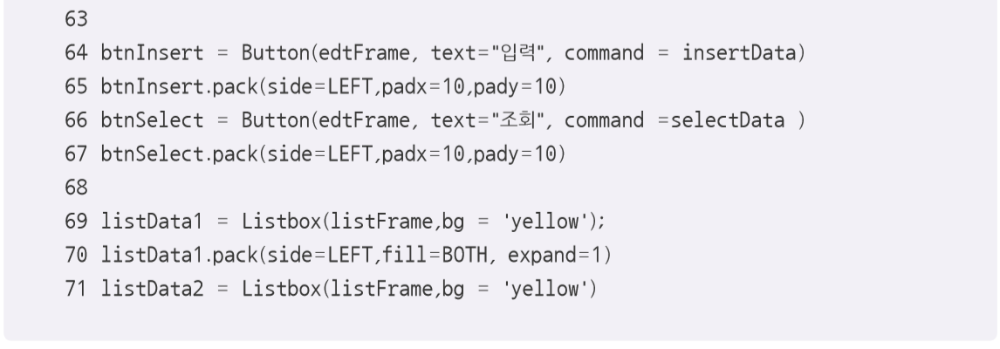 63
64 btnInsert = Button(edtFrame, text="입력", command = insertData)
65 btnInsert.pack(side=LEFT,padx=10,pady=10)
66 btnSelect = Button(edtFrame, text="조회", command =selectData )
67 btnSelect.pack(side=LEFT,padx=10,pady=10)
68
69 listData1 = Listbox(listFrame,bg = 'yellow');
70 listData1.pack(side=LEFT,fill=BOTH, expand=1)
71 listData2 = Listbox(listFrame,bg = 'yellow')